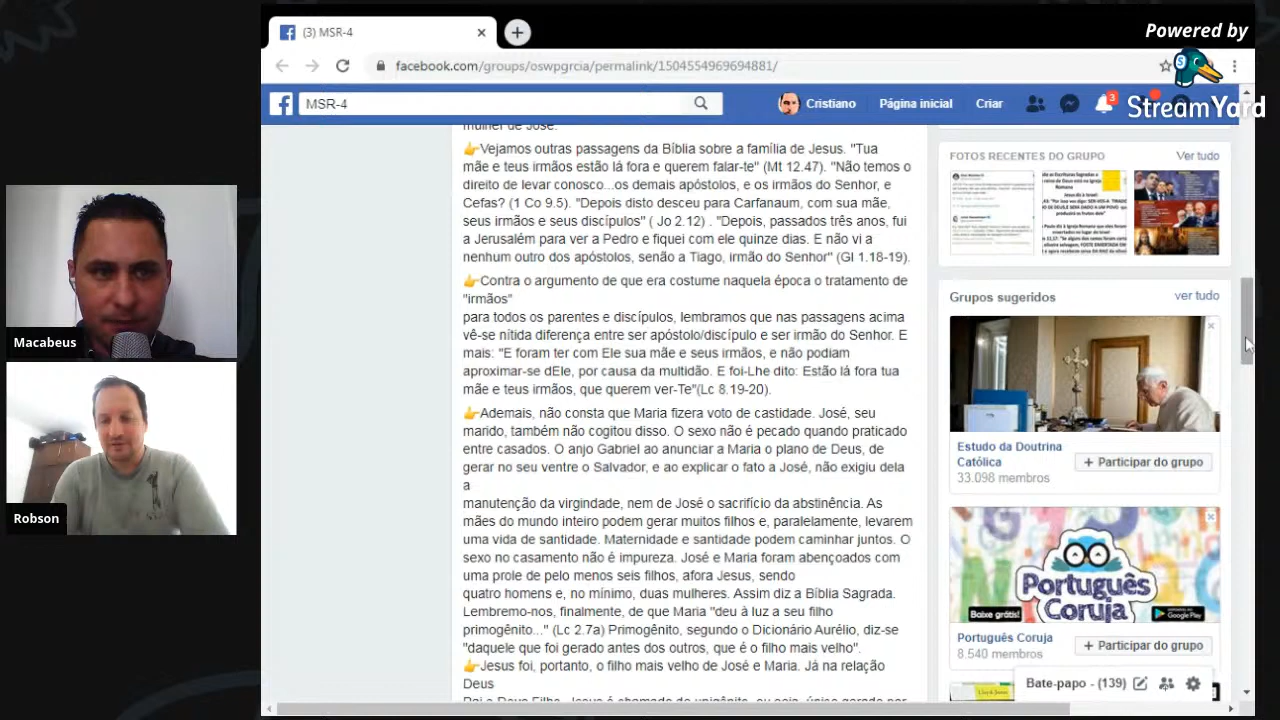 Powered by
StreamYard
(3) MSR-4
facebook.com/groups/oswpgrcia/permalink/1504554969694881/
MSR-4
Cristiano
Página inicial
Criar
3
mulher de José.
👉Vejamos outras passagens da Bíblia sobre a família de Jesus. "Tua
mãe e teus irmãos estão lá fora e querem falar-te" (Mt 12.47). "Não temos o
direito de levar conosco...os demais apóstolos, e os irmãos do Senhor, e
Cefas? (1 Co 9.5). "Depois disto desceu para Carfanaum, com sua mãe,
seus irmãos e seus discípulos" ( Jo 2.12) . "Depois, passados três anos, fui
a Jerusalém para ver a Pedro e fiquei com ele quinze dias. E não vi a
nenhum outro dos apóstolos, senão a Tiago, irmão do Senhor" (Gl 1.18-19).
👉Contra o argumento de que era costume naquela época o tratamento de
"irmãos"
para todos os parentes e discípulos, lembramos que nas passagens acima
vê-se nítida diferença entre ser apóstolo/discípulo e ser irmão do Senhor. E
mais: "E foram ter com Ele sua mãe e seus irmãos, e não podiam
aproximar-se dEle, por causa da multidão. E foi-Lhe dito: Estão lá fora tua
mãe e teus irmãos, que querem ver-Te"(Lc 8.19-20).
👉Ademais, não consta que Maria fizera voto de castidade. José, seu
marido, também não cogitou disso. O sexo não é pecado quando praticado
entre casados. O anjo Gabriel ao anunciar a Maria o plano de Deus, de
gerar no seu ventre o Salvador, e ao explicar o fato a José, não exigiu dela
a
manutenção da virgindade, nem de José o sacrifício da abstinência. As
mães do mundo inteiro podem gerar muitos filhos e, paralelamente, levarem
uma vida de santidade. Maternidade e santidade podem caminhar juntos. O
sexo no casamento não é impureza. José e Maria foram abençoados com
uma prole de pelo menos seis filhos, afora Jesus, sendo
quatro homens e, no mínimo, duas mulheres. Assim diz a Bíblia Sagrada.
Lembremo-nos, finalmente, de que Maria "deu à luz a seu filho
primogênito..." (Lc 2.7a) Primogênito, segundo o Dicionário Aurélio, diz-se
"daquele que foi gerado antes dos outros, que é o filho mais velho".
👉Jesus foi, portanto, o filho mais velho de José e Maria. Já na relação
Deus
FOTOS RECENTES DO GRUPO
Ver tudo
Grupos sugeridos
ver tudo
Estudo da Doutrina
Católica
+ Participar do grupo
33.098 membros
Português
Coruja
Baixe grátis!
Google Play
Português Coruja
+ Participar do grupo
8.540 membros
Bate-papo - (139)
Macabeus
Robson